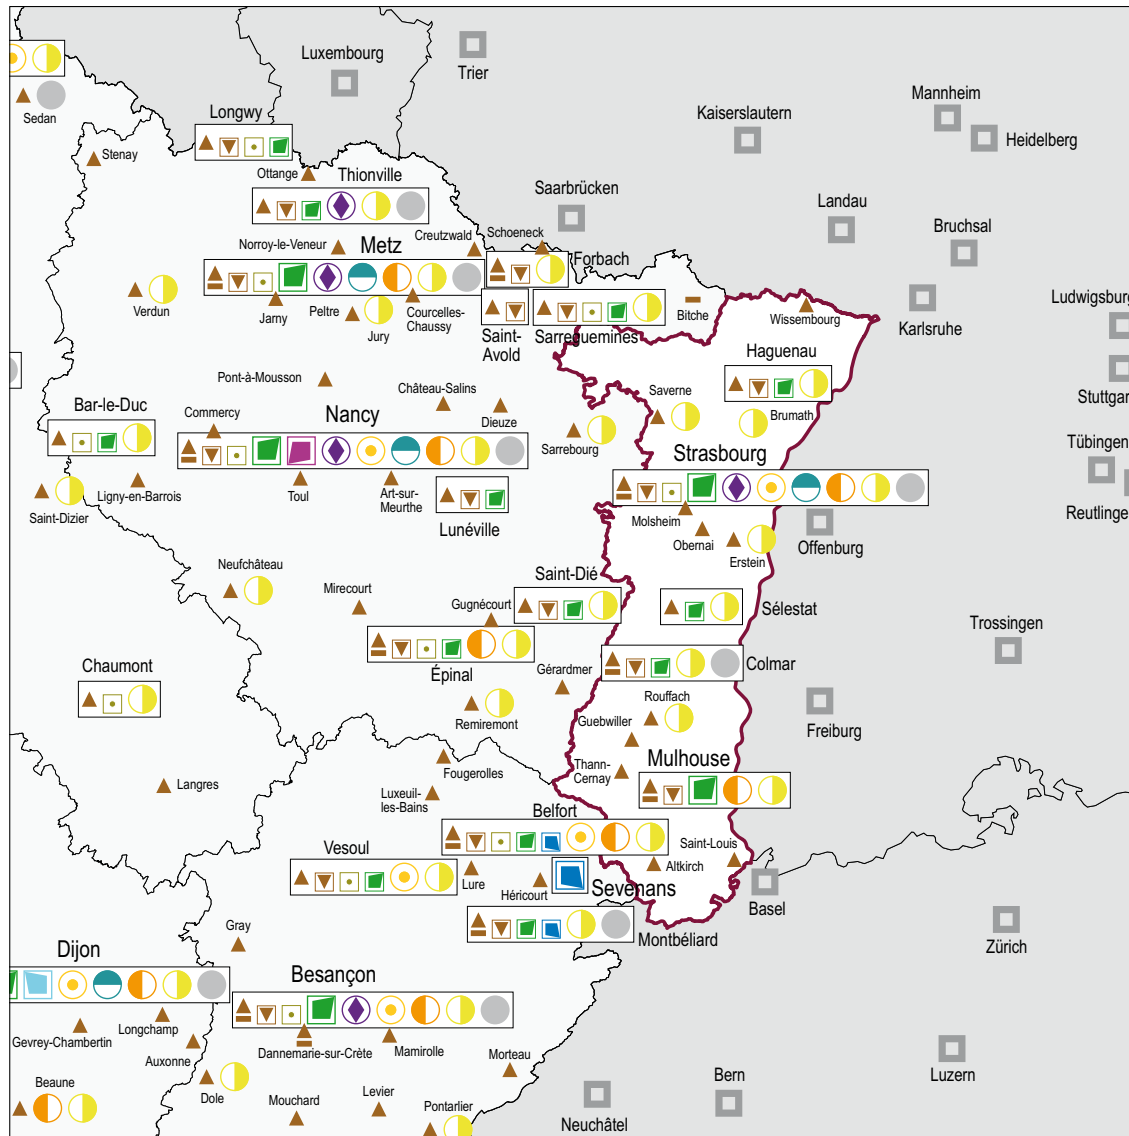 Luxembourg
Trier
Sedan
Longwy
Kaiserslautern
Mannheim
Heidelberg
Stenay
Ottange
Thionville
Saarbrücken
Landau
Bruchsal
Norroy-le-Veneur
Metz
Creutzwald
Schoeneck
Forbach
Verdun
Jarny
Peltre
Jury
Courcelles-
Chaussy
Saint-
Avold
Sarreguemines
Bitche
Wissembourg
Karlsruhe
Ludwigsburg
Haguenau
Stuttgar
Pont-à-Mousson
Château-Salins
Saverne
Brumath
Bar-le-Duc
Commercy
Nancy
Dieuze
Sarrebourg
Strasbourg
Tübingen
Reutlinge
Saint-Dizier
Ligny-en-Barrois
Toul
Art-sur-
Meurthe
Lunéville
Molsheim
Obernai
Erstein
Offenburg
Neufchâteau
Mirecourt
Gugnécourt
Saint-Dié
Sélestat
Trossingen
Chaumont
Épinal
Gérardmer
Colmar
Remiremont
Rouffach
Guebwiller
Freiburg
Langres
Fougerolles
Luxeuil-
les-Bains
Thann-
Cernay
Mulhouse
Belfort
Saint-Louis
Altkirch
Vesoul
Lure
Héricourt
Sevenans
Basel
Montbéliard
Zürich
Gray
Dijon
Besançon
Gevrey-Chambertin
Longchamp
Auxonne
Dannemarie-sur-Crète
Mamirolle
Morteau
Beaune
Dole
Mouchard
Levier
Pontarlier
Neuchâtel
Bern
Luzern